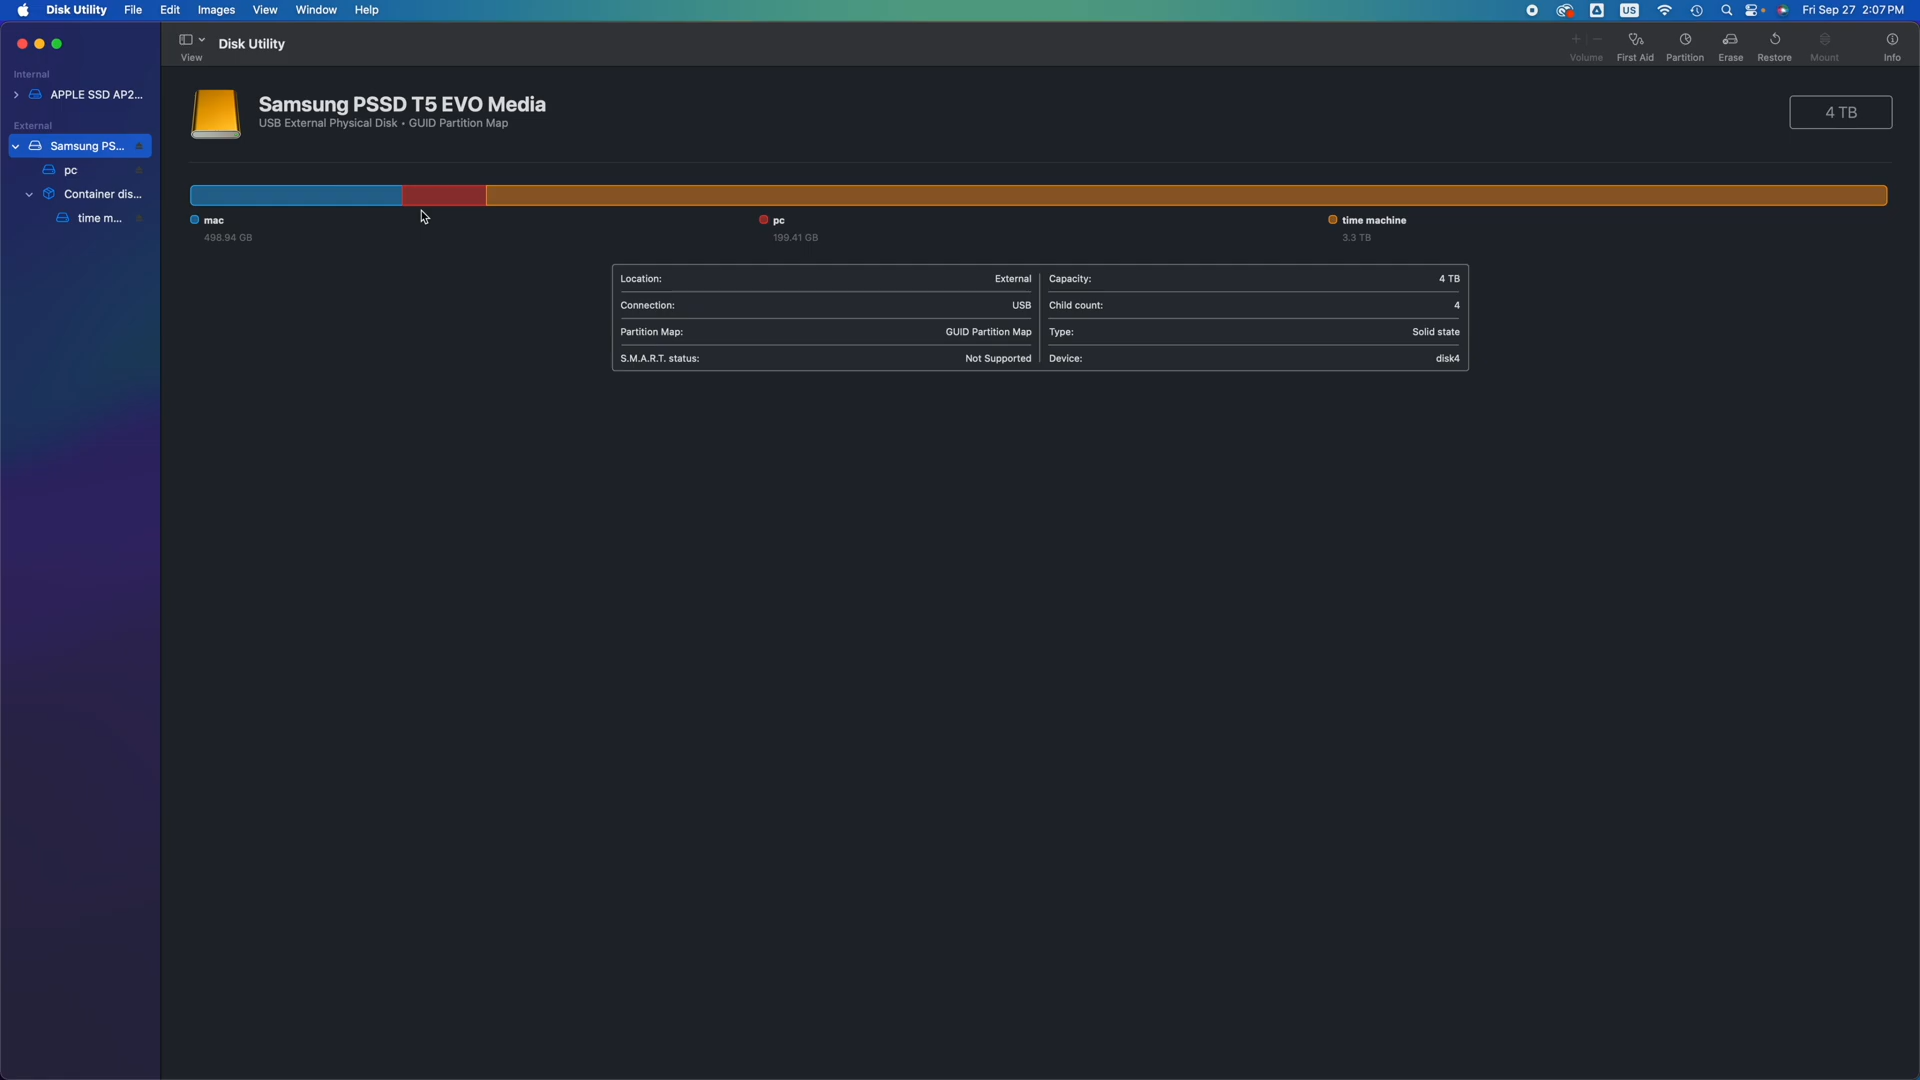 Disk Utility File Edit Images View Window Help US Fri Sep 27 2:07 PM
View Disk Utility Volume First Aid Partition Erase Restore Mount Info
Internal
APPLE SSD AP2...
External
Samsung PS...
pc
Container dis...
time m...
Samsung PSSD T5 EVO Media
USB External Physical Disk • GUID Partition Map
4 TB
mac
498.94 GB
pc
199.41 GB
time machine
3.3 TB
Location: External Capacity: 4 TB
Connection: USB Child count: 4
Partition Map: GUID Partition Map Type: Solid state
S.M.A.R.T. status: Not Supported Device: disk4